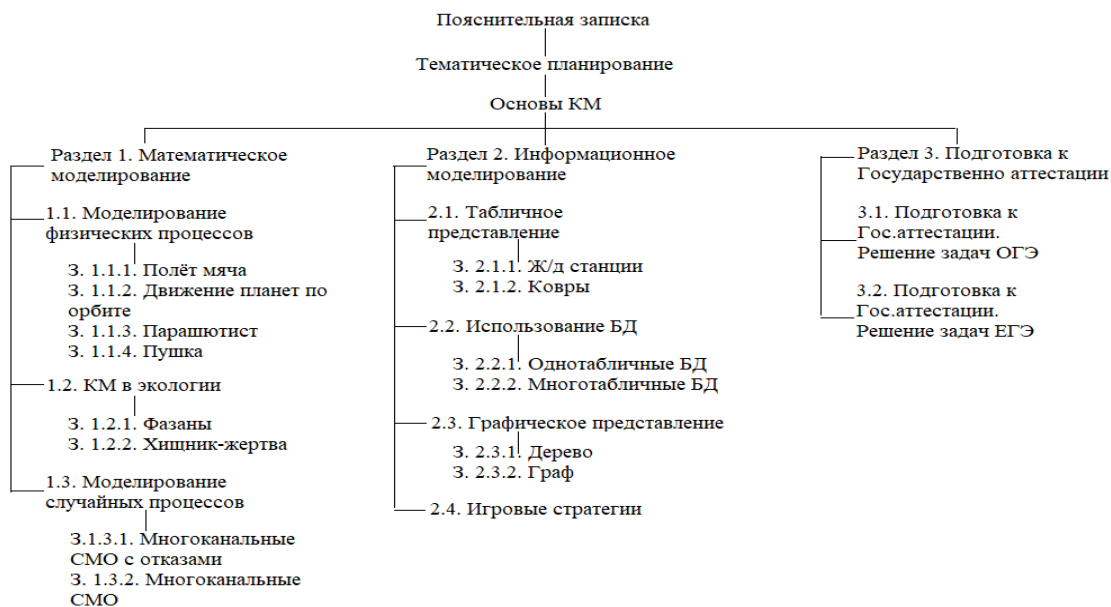 Пояснительная записка
Тематическое планирование
Основы КМ
Раздел 1. Математическое
моделирование
1.1. Моделирование
физических процессов
З. 1.1.1. Полёт мяча
З. 1.1.2. Движение планет по
орбите
З. 1.1.3. Парашютист
З. 1.1.4. Пушка
1.2. КМ в экологии
З. 1.2.1. Фазаны
З. 1.2.2. Хищник-жертва
1.3. Моделирование
случайных процессов
З.1.3.1. Многоканальные
СМО с отказами
З. 1.3.2. Многоканальные
СМО
Раздел 2. Информационное
моделирование
2.1. Табличное
представление
З. 2.1.1. Ж/д станции
З. 2.1.2. Ковры
2.2. Использование БД
З. 2.2.1. Однотабличные БД
З. 2.2.2. Многотабличные БД
2.3. Графическое представление
З. 2.3.1. Дерево
З. 2.3.2. Граф
2.4. Игровые стратегии
Раздел 3. Подготовка к
Государственно аттестации
3.1. Подготовка к
Гос.аттестации.
Решение задач ОГЭ
3.2. Подготовка к
Гос.аттестации.
Решение задач ЕГЭ